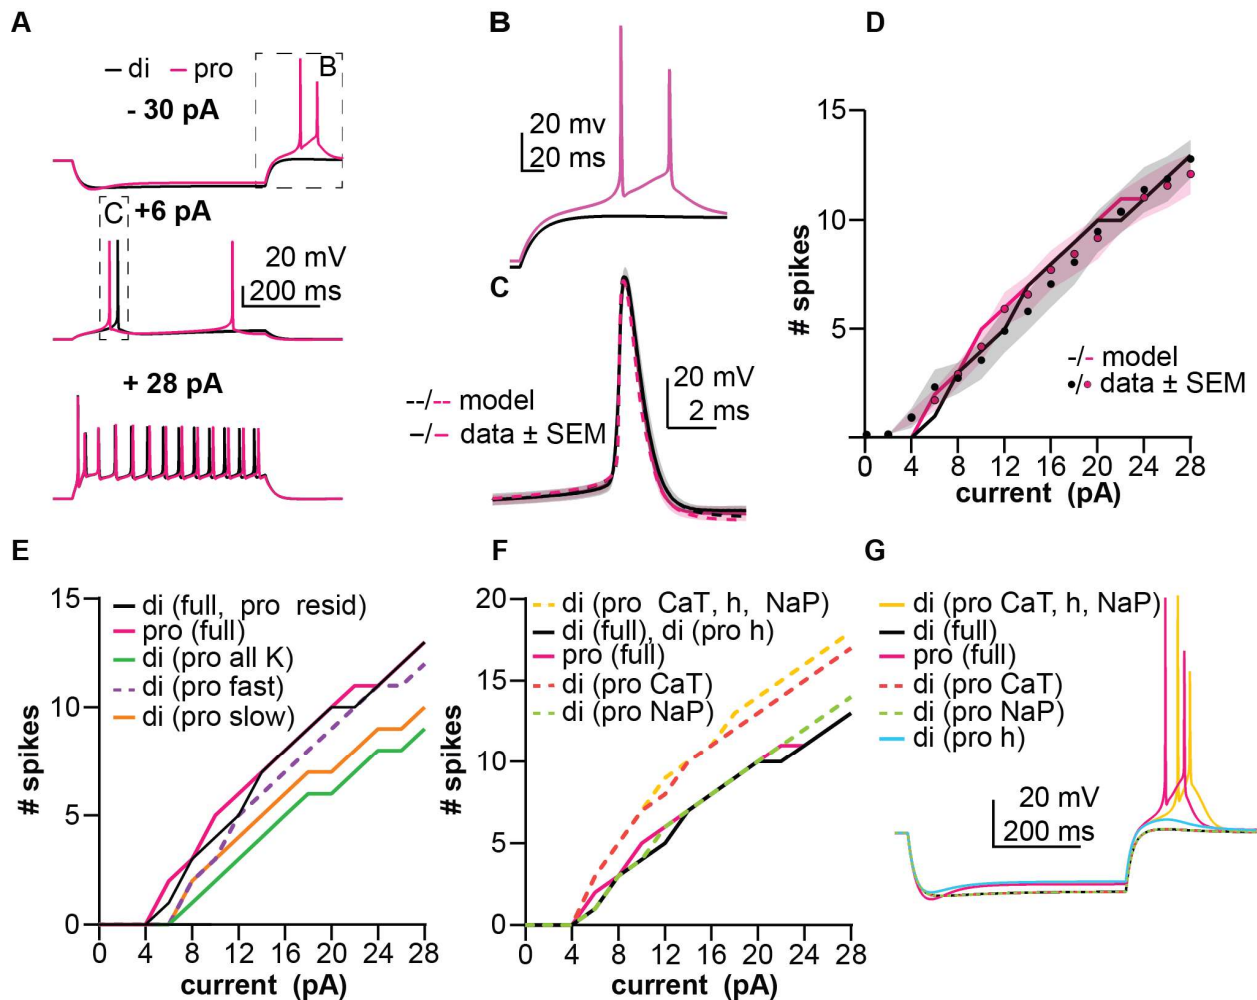 A
di pro
B
- 30 pA
C
+6 pA
20 mV
200 ms
+ 28 pA
B
20 mv
20 ms
C
20 mV
2 ms
--/-- model
–/– data ± SEM
D
15
10
5
# spikes
-/- model
•/• data ± SEM
0 4 8 12 16 20 24 28
current (pA)
E
15
10
5
0
# spikes
di (full, pro resid)
pro (full)
di (pro all K)
di (pro fast)
di (pro slow)
0 4 8 12 16 20 24 28
current (pA)
F
20
15
10
5
0
# spikes
di (pro CaT, h, NaP)
di (full), di (pro h)
pro (full)
di (pro CaT)
di (pro NaP)
0 4 8 12 16 20 24 28
current (pA)
G
di (pro CaT, h, NaP)
di (full)
pro (full)
di (pro CaT)
di (pro NaP)
di (pro h)
20 mV
200 ms